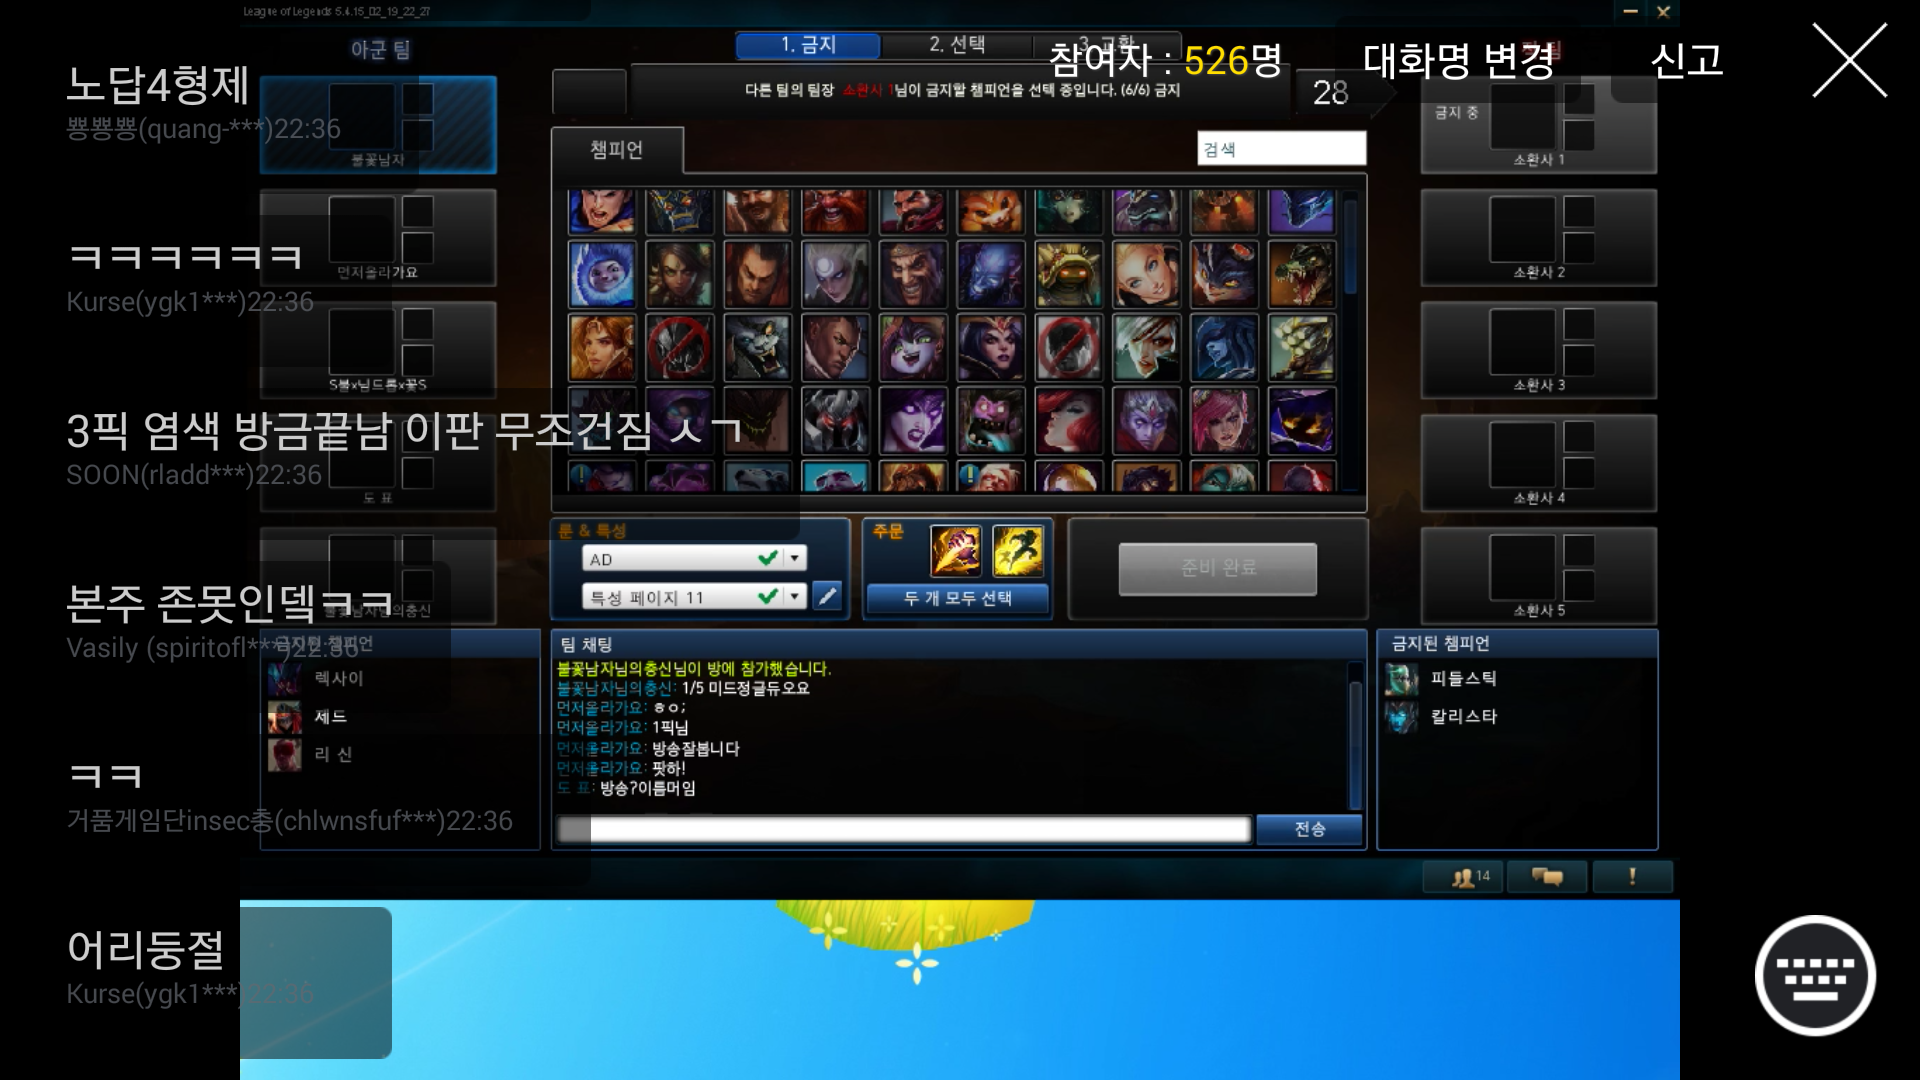 League of Legends 5.4.15_02_19_22_27
아군 팀
1. 금지
2. 선택
3. 교환
참여자 : 526명
대화명 변경
신고
다른 팀의 팀장 소환사 1님이 금지할 챔피언을 선택 중입니다. (6/6) 금지
28
노답4형제
뿅뿅뿅(quang-***)22:36
불꽃남자
금지 중
소환사 1
챔피언
검색
ㅋㅋㅋㅋㅋㅋ
Kurse(ygk1***)22:36
먼저올라가요
소환사 2
S불x님드롭x꽃S
소환사 3
3픽 염색 방금끝남 이판 무조건짐 ㅅㄱ
SOON(rladd***)22:36
도 표
소환사 4
룬 & 특성
AD
특성 페이지 11
주문
두 개 모두 선택
준비 완료
본주 존못인뎈ㅋㅋ
Vasily (spiritofl***)22:36
불꽃남자님의충신
소환사 5
금지된 챔피언
렉사이
제드
리 신
팀 채팅
불꽃남자님의충신님이 방에 참가했습니다.
불꽃남자님의충신: 1/5 미드정글듀오요
먼저올라가요: ㅎㅇ;
먼저올라가요: 1픽님
먼저올라가요: 방송잘봅니다
먼저올라가요: 팟하!
도 표: 방송?이름머임
전송
금지된 챔피언
피들스틱
칼리스타
ㅋㅋ
거품게임단insec충(chlwnsfuf***)22:36
14
어리둥절
Kurse(ygk1***)22:36